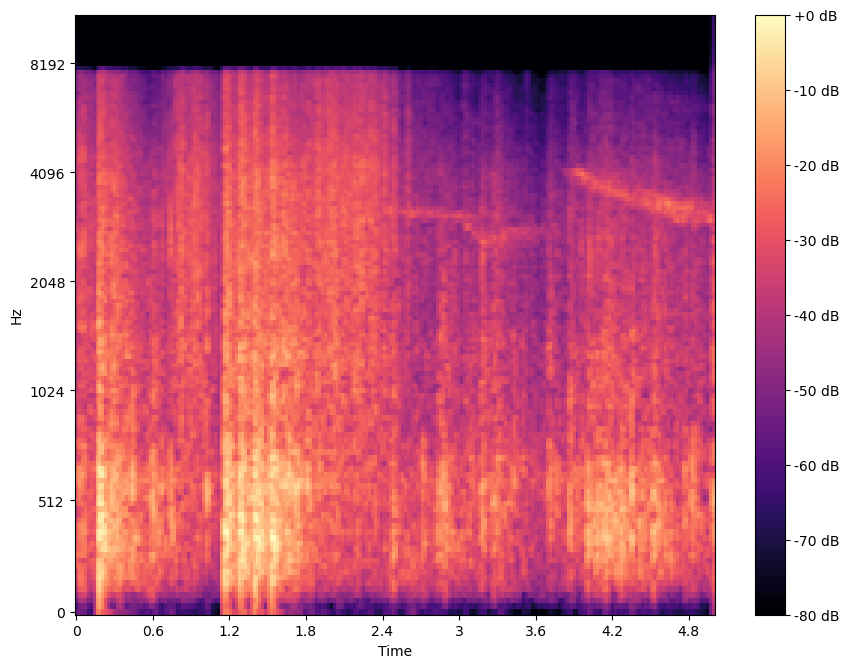 +0 dB
8192
-10 dB
4096
-20 dB
-30 dB
2048
Hz
-40 dB
1024
-50 dB
-60 dB
512
-70 dB
0
-80 dB
0 0.6 1.2 1.8 2.4 3 3.6 4.2 4.8
Time